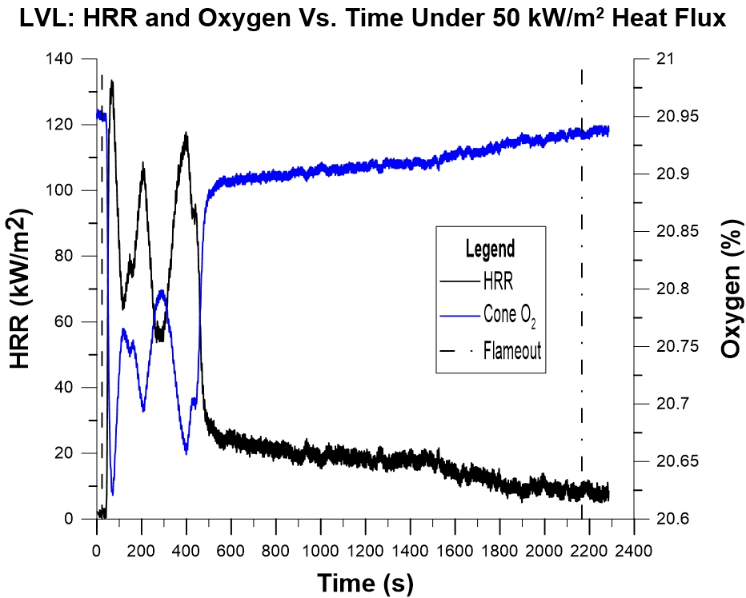 LVL: HRR and Oxygen Vs. Time Under 50 kW/m² Heat Flux
140
120
100
80
60
40
20
0
HRR (kW/m2)
21
20.95
20.9
20.85
20.8
20.75
20.7
20.65
20.6
Oxygen (%)
Legend
HRR
Cone O₂
Flameout
0 200 400 600 800 1000 1200 1400 1600 1800 2000 2200 2400
Time (s)